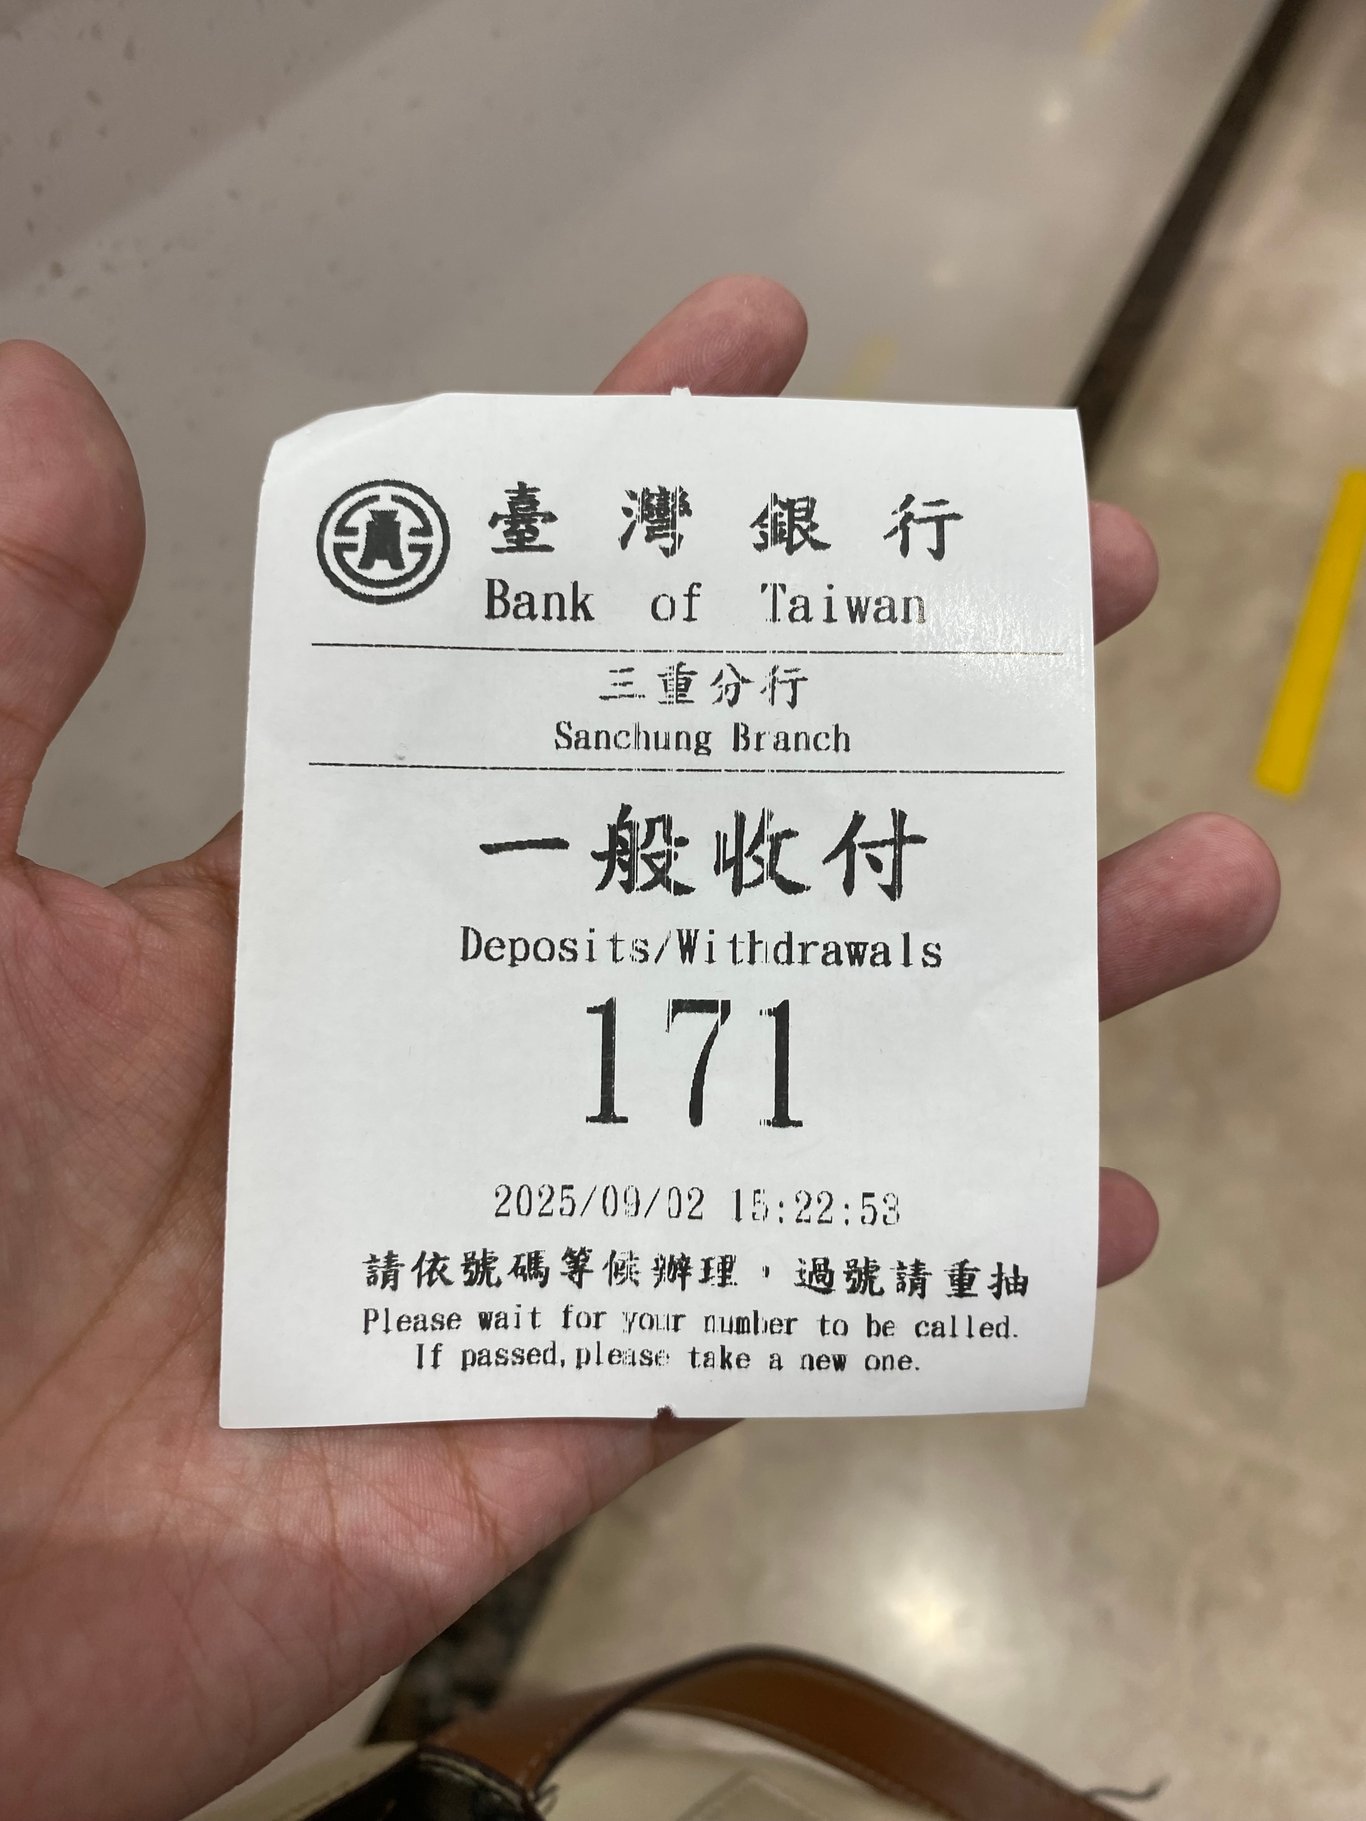 臺灣銀行
Bank of Taiwan
三重分行
Sanchung Branch
一般收付
Deposits/Withdrawals
171
2025/09/02 15:22:53
請依號碼等候辦理，過號請重抽
Please wait for your number to be called.
If passed,please take a new one.